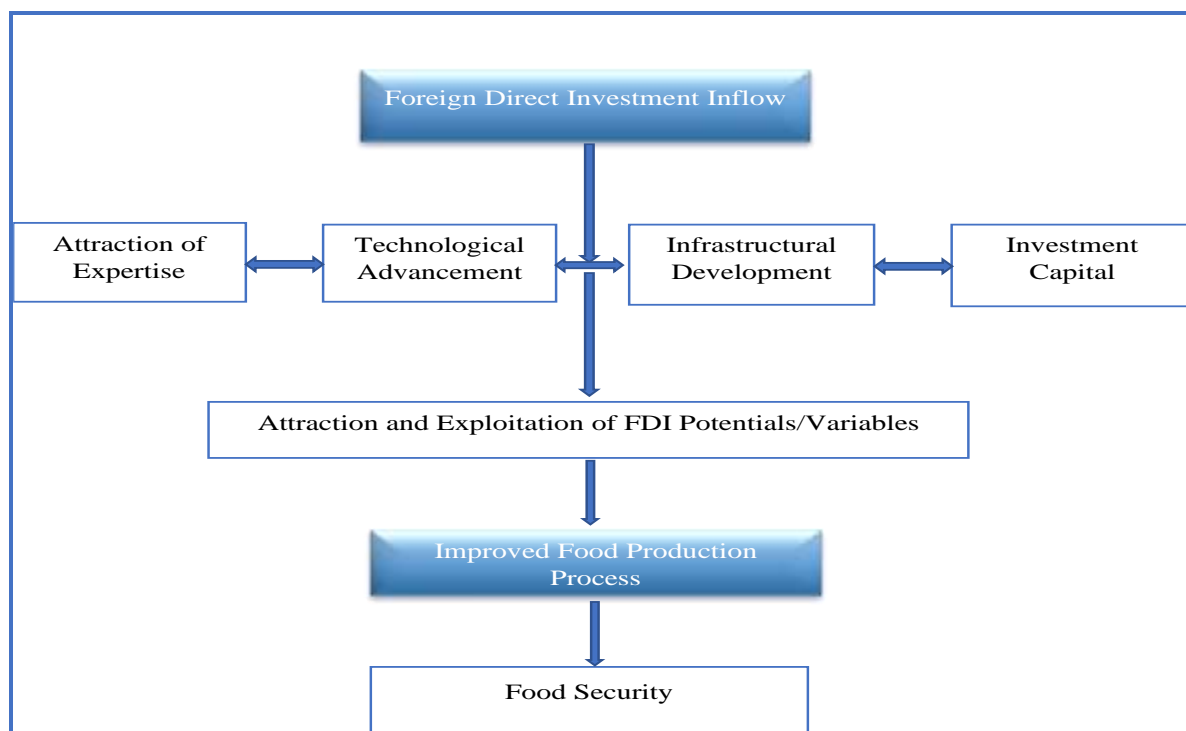 Foreign Direct Investment Inflow
Attraction of
Expertise
Technological
Advancement
Infrastructural
Development
Investment
Capital
Attraction and Exploitation of FDI Potentials/Variables
Improved Food Production
Process
Food Security